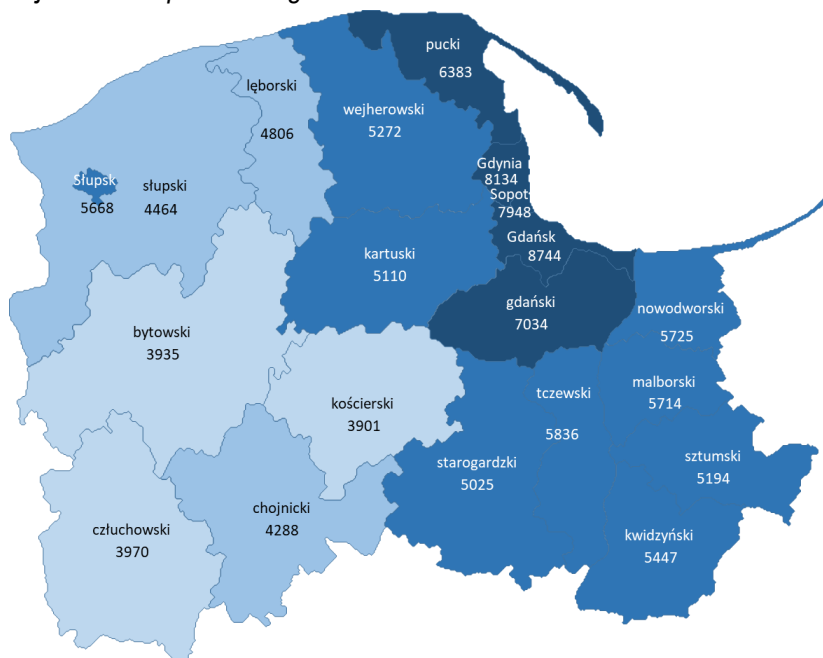 pucki
6383
lęborski
4806
wejherowski
5272
Gdynia
8134
Sopot
7948
Słupsk
5668
słupski
4464
Gdańsk
8744
kartuski
5110
gdański
7034
nowodworski
5725
bytowski
3935
kościerski
3901
tczewski
5836
malborski
5714
starogardzki
5025
sztumski
5194
człuchowski
3970
chojnicki
4288
kwidzyński
5447